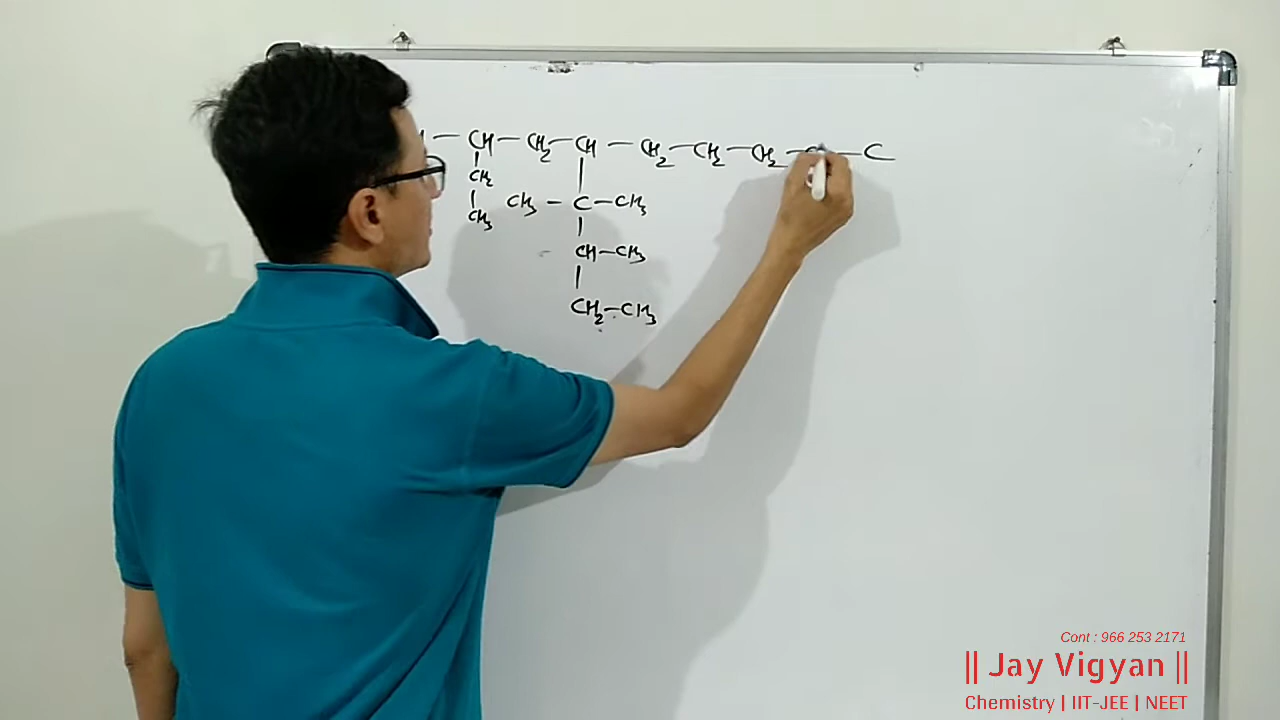 — CH — CH₂ — CH — CH₂ — CH₂ — CH₂ — — C
CH₂
CH₃ CH₃ — C — CH₃
CH — CH₃
CH₂ — CH₃
Cont : 966 253 2171
|| Jay Vigyan ||
Chemistry | IIT-JEE | NEET